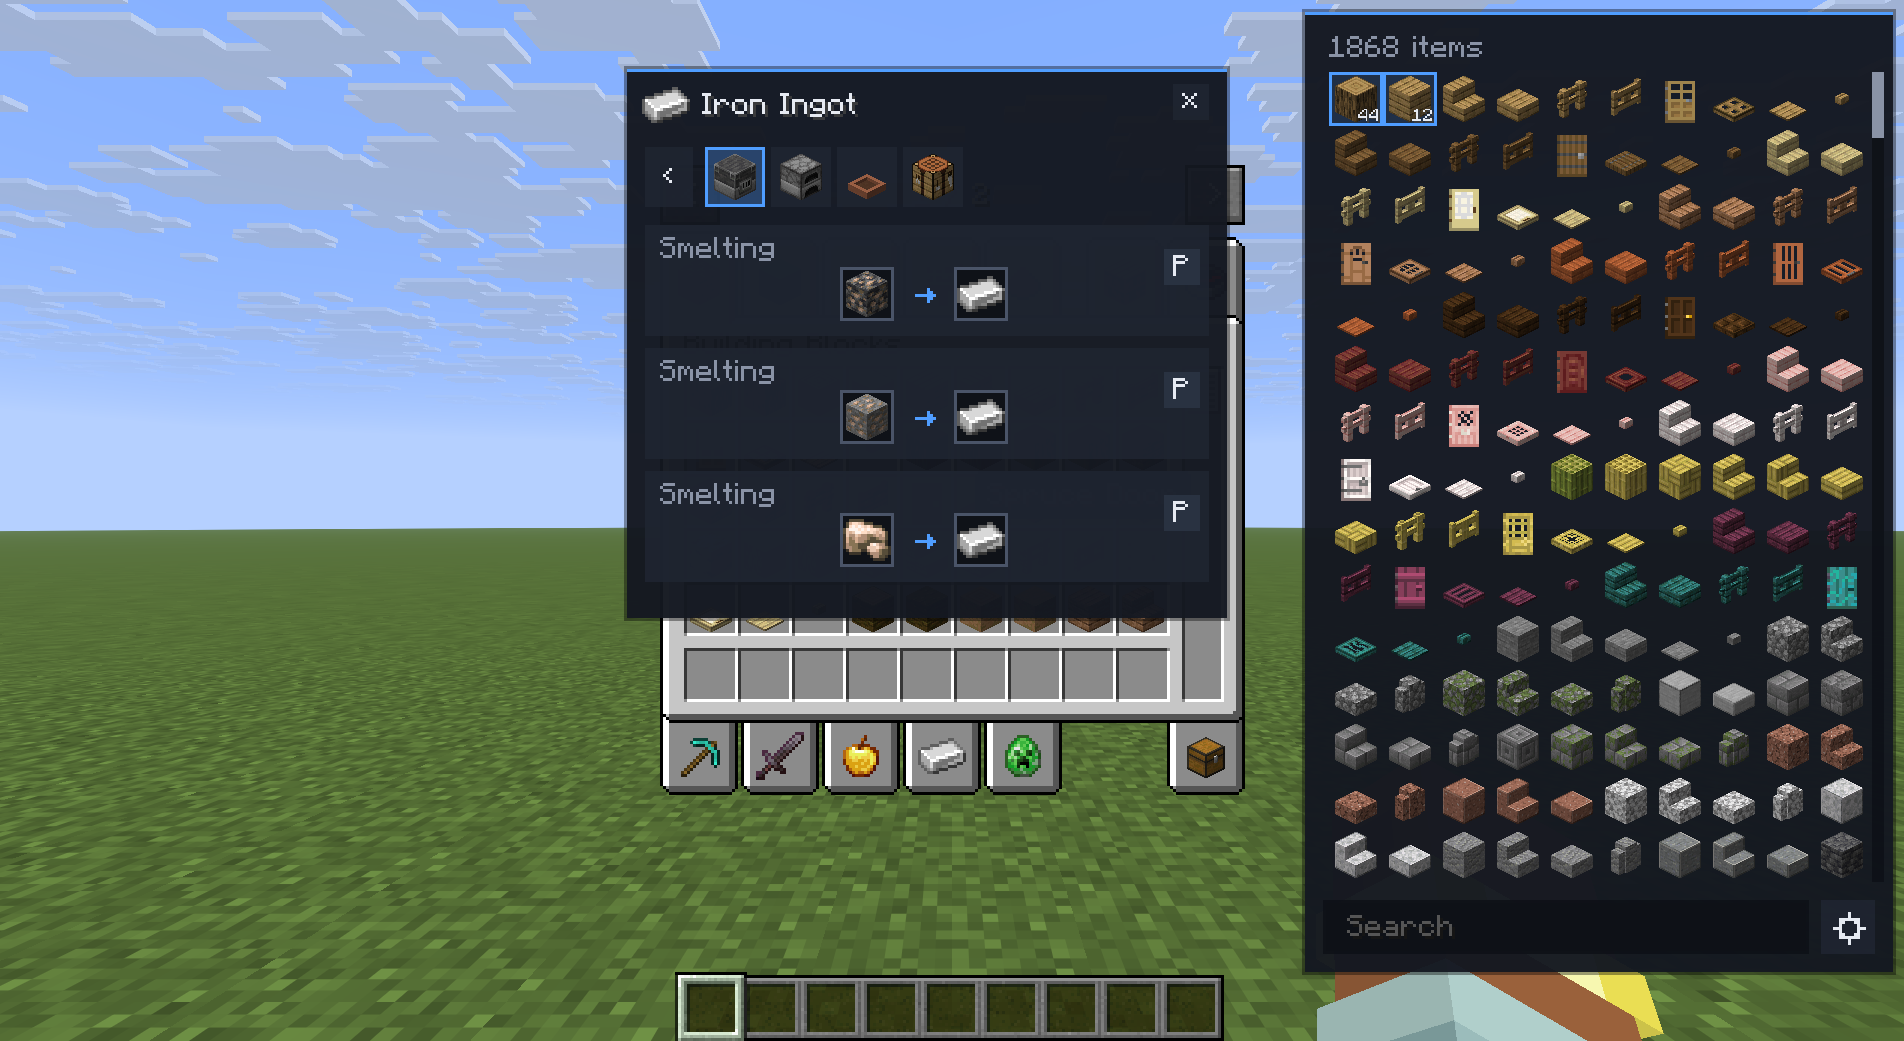 1868 items
44
12
Iron Ingot
Smelting
P
Smelting
P
Smelting
P
Search